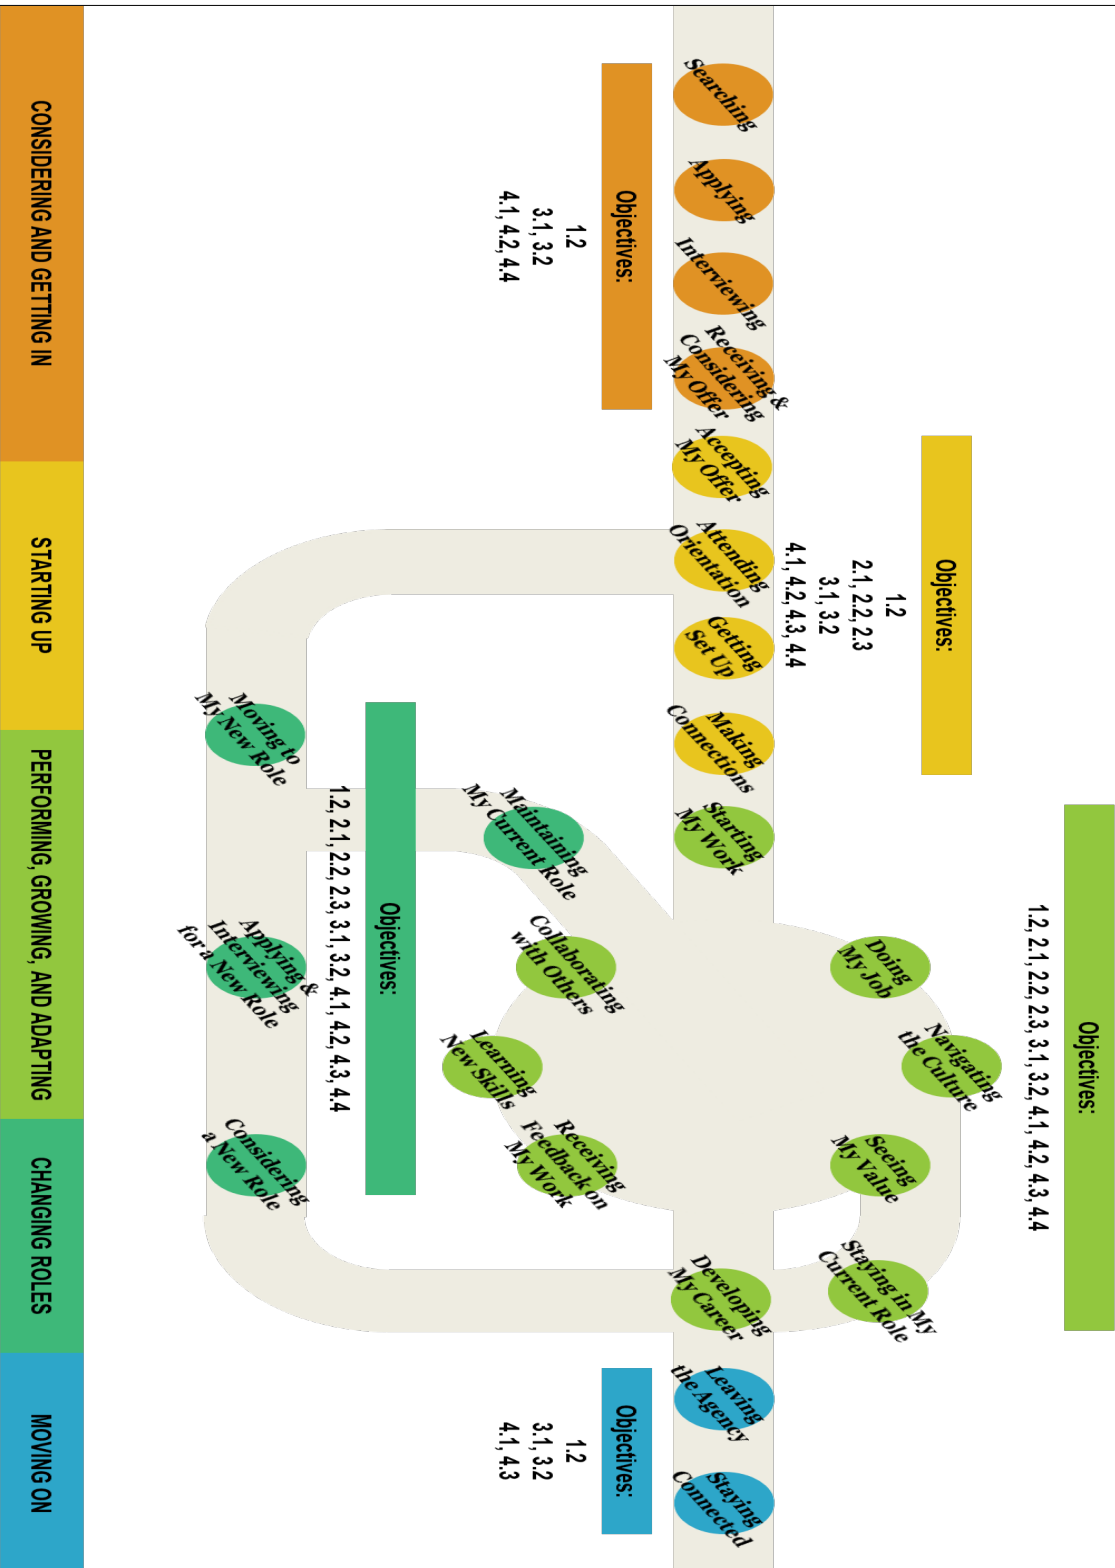 CONSIDERING AND GETTING IN
STARTING UP
PERFORMING, GROWING, AND ADAPTING
CHANGING ROLES
MOVING ON
Searching
Applying
Interviewing
Receiving &
Considering
My Offer
Objectives:
1.2
3.1, 3.2
4.1, 4.2, 4.4
Accepting
My Offer
Attending
Orientation
Getting
Set Up
Making
Connections
Objectives:
1.2
2.1, 2.2, 2.3
3.1, 3.2
4.1, 4.2, 4.3, 4.4
Starting
My Work
Doing
My Job
Navigating
the Culture
Seeing
My Value
Collaborating
with Others
Learning
New Skills
Receiving
Feedback on
My Work
Developing
My Career
Staying in My
Current Role
Objectives:
1.2, 2.1, 2.2, 2.3, 3.1, 3.2, 4.1, 4.2, 4.3, 4.4
Moving to
My New Role
Maintaining
My Current Role
Applying &
Interviewing
for a New Role
Considering
a New Role
Objectives:
1.2, 2.1, 2.2, 2.3, 3.1, 3.2, 4.1, 4.2, 4.3, 4.4
Leaving
the Agency
Staying
Connected
Objectives:
1.2
3.1, 3.2
4.1, 4.3